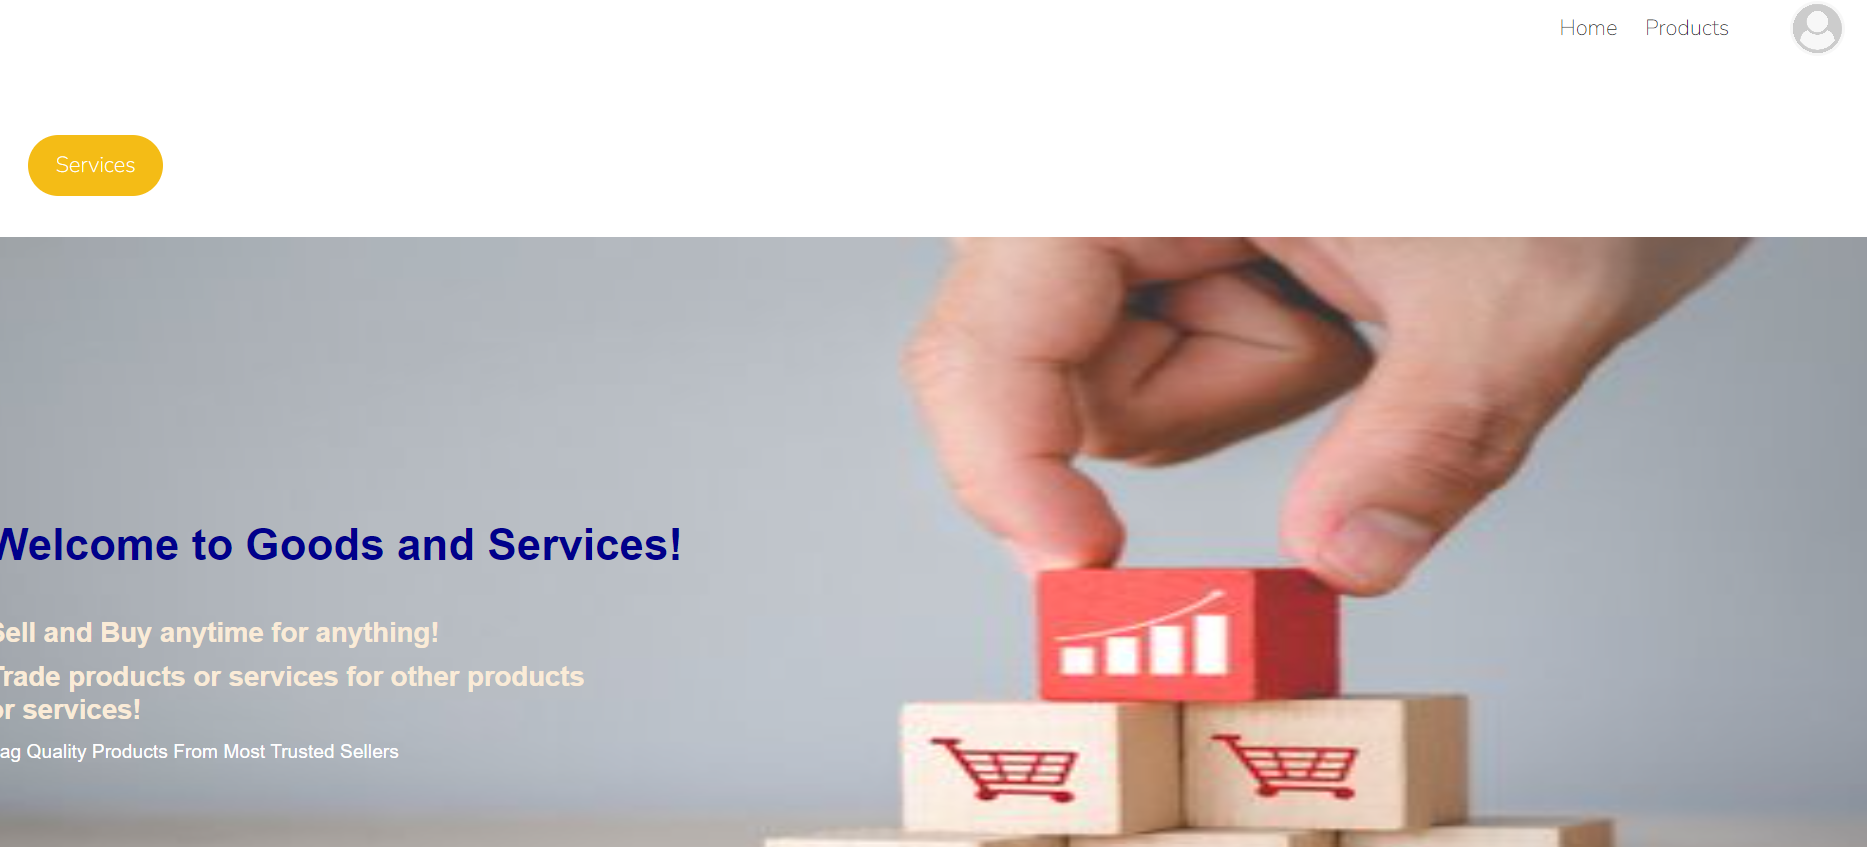 Home Products
Services
Welcome to Goods and Services!
Sell and Buy anytime for anything!
Trade products or services for other products
or services!
ag Quality Products From Most Trusted Sellers